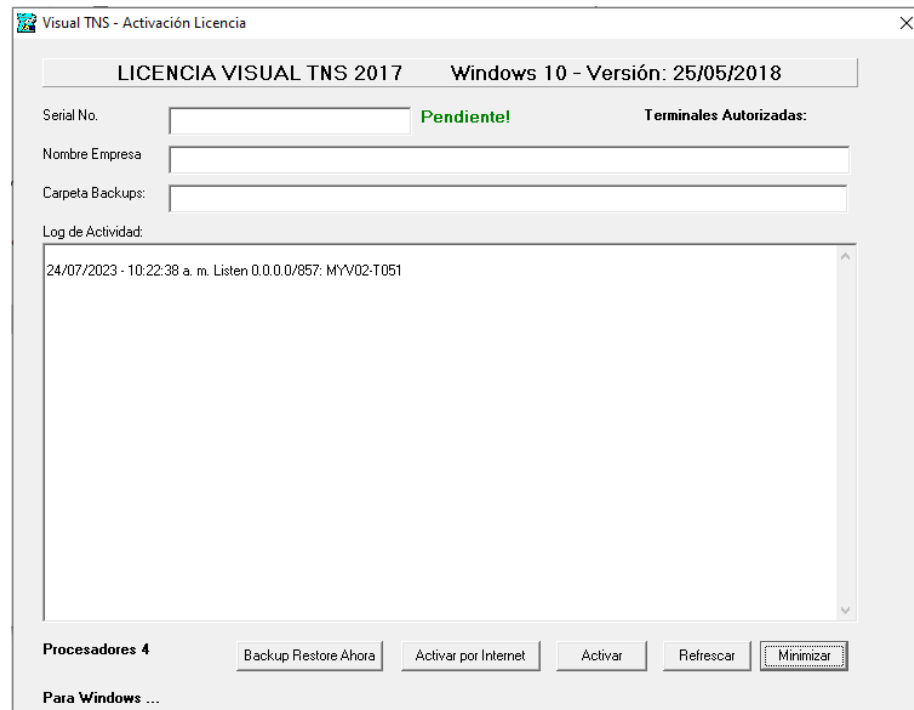 Visual TNS - Activación Licencia
LICENCIA VISUAL TNS 2017 Windows 10 - Versión: 25/05/2018
Serial No. Pendiente! Terminales Autorizadas:
Nombre Empresa
Carpeta Backups:
Log de Actividad:
24/07/2023 - 10:22:38 a. m. Listen 0.0.0.0/857: MYV02-T051
Procesadores 4 Backup Restore Ahora Activar por Internet Activar Refrescar Minimizar
Para Windows ...